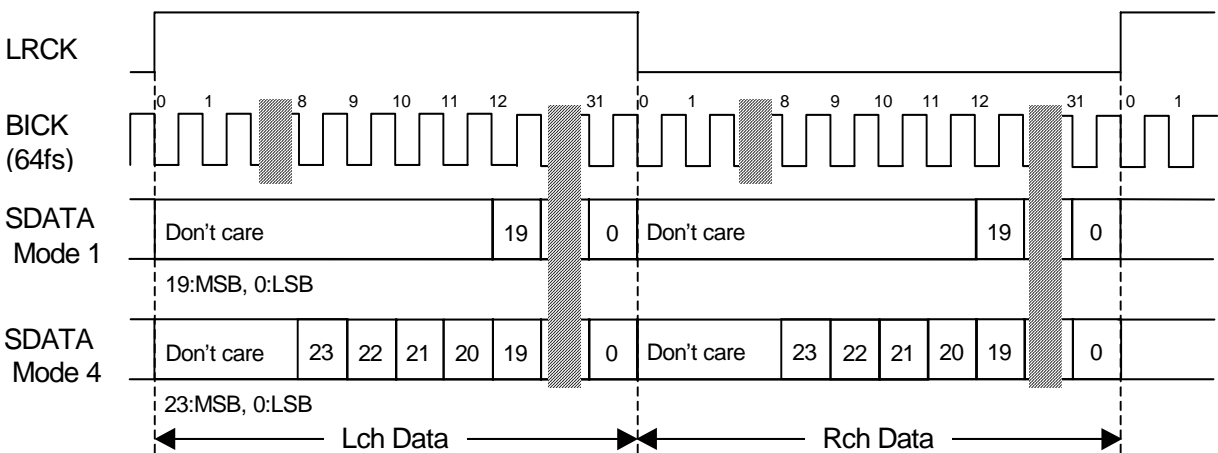 LRCK
0 1 8 9 10 11 12 31 0 1 8 9 10 11 12 31 0 1
BICK
(64fs)
SDATA
Mode 1
Don't care 19 0 Don't care 19 0
19:MSB, 0:LSB
SDATA
Mode 4
Don't care 23 22 21 20 19 0 Don't care 23 22 21 20 19 0
23:MSB, 0:LSB
Lch Data Rch Data